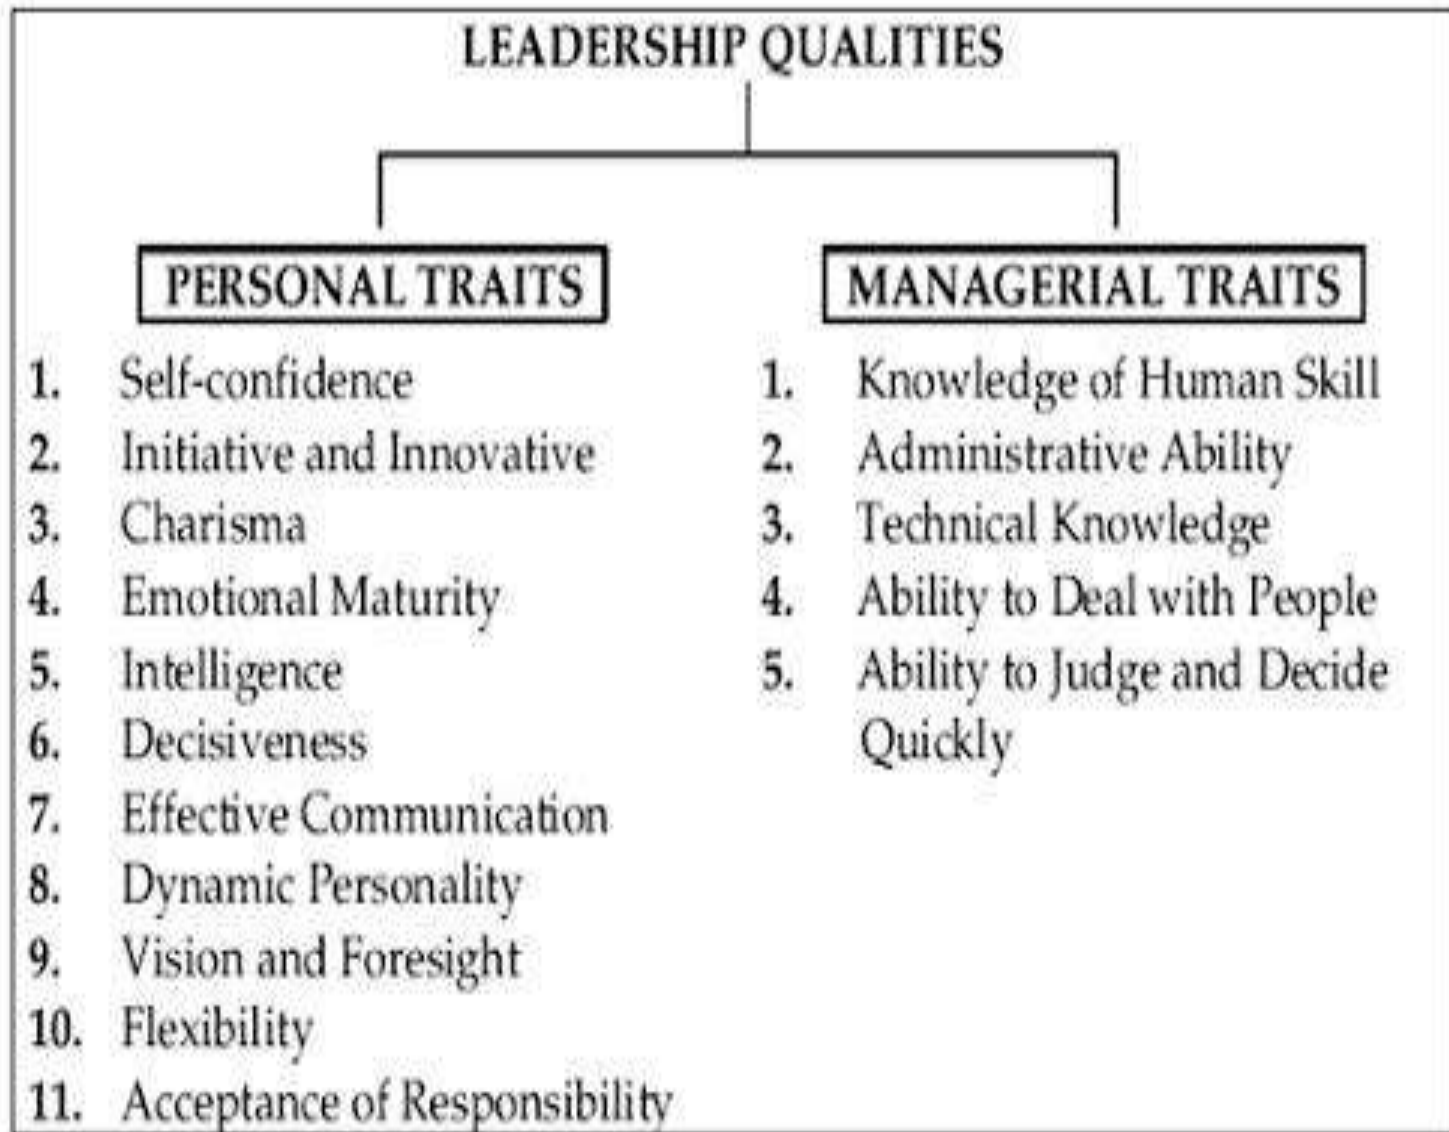 LEADERSHIP QUALITIES
PERSONAL TRAITS
1. Self-confidence
2. Initiative and Innovative
3. Charisma
4. Emotional Maturity
5. Intelligence
6. Decisiveness
7. Effective Communication
8. Dynamic Personality
9. Vision and Foresight
10. Flexibility
11. Acceptance of Responsibility
MANAGERIAL TRAITS
1. Knowledge of Human Skill
2. Administrative Ability
3. Technical Knowledge
4. Ability to Deal with People
5. Ability to Judge and Decide
Quickly